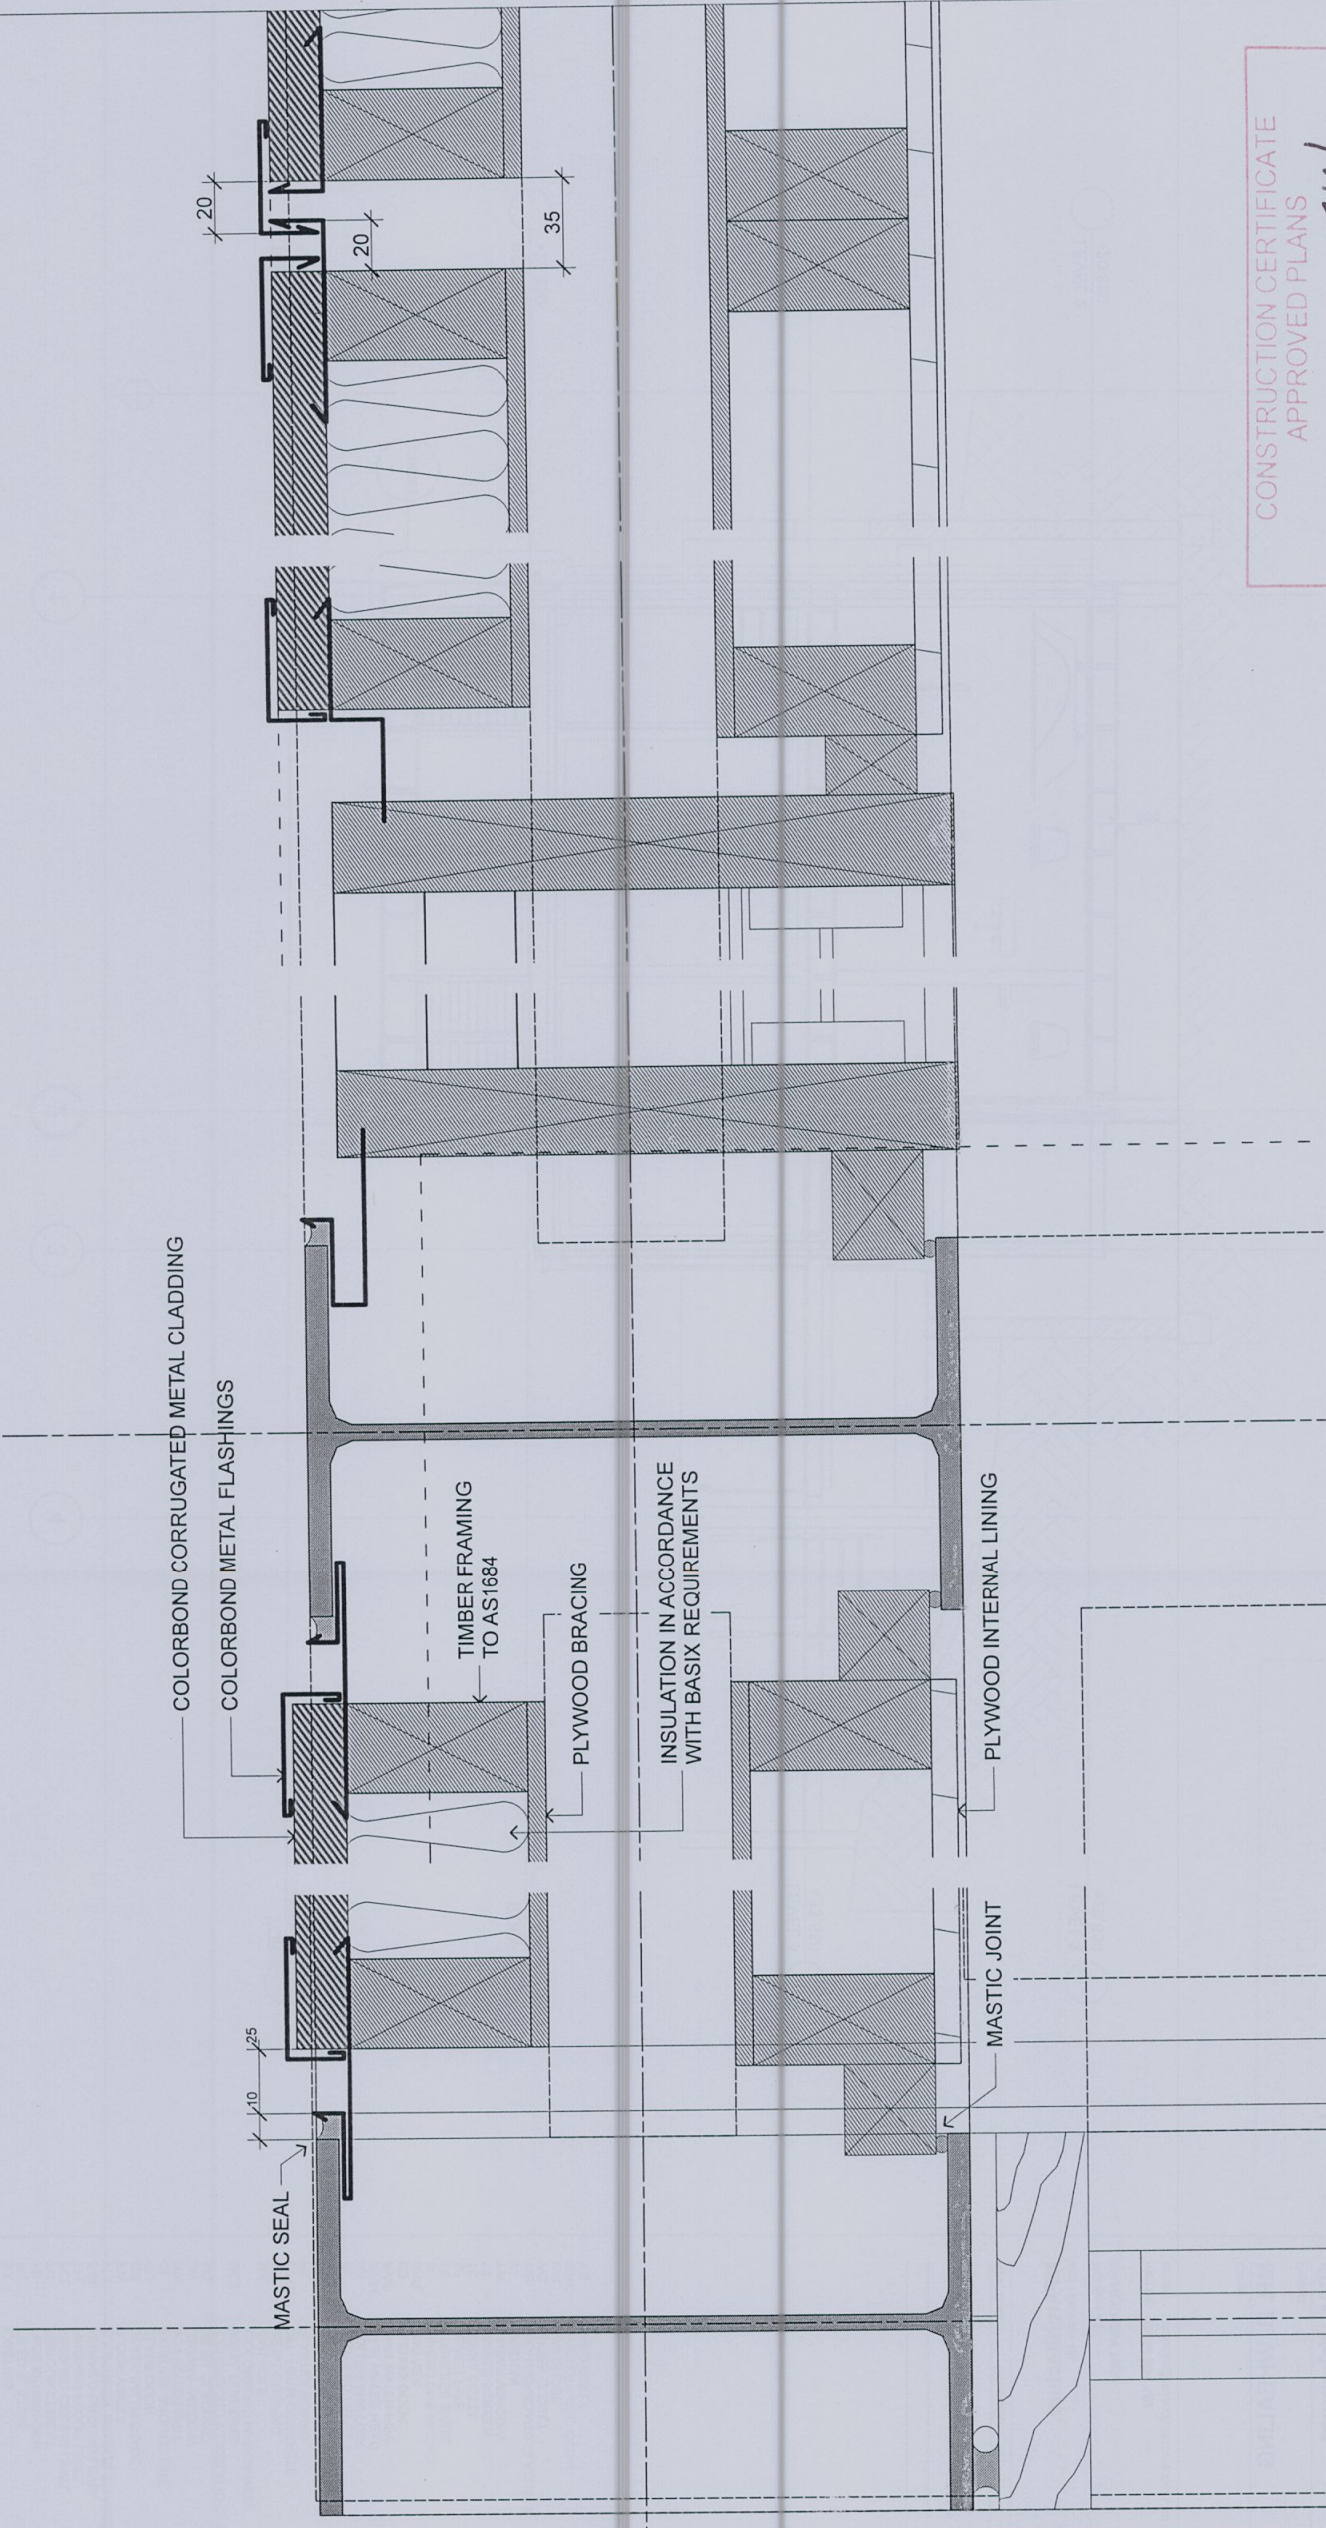 COLORBOND CORRUGATED METAL CLADDING
COLORBOND METAL FLASHINGS
MASTIC SEAL
10
25
20
20
35
TIMBER FRAMING
TO AS1684
PLYWOOD BRACING
INSULATION IN ACCORDANCE
WITH BASIX REQUIREMENTS
PLYWOOD INTERNAL LINING
MASTIC JOINT
CONSTRUCTION CERTIFICATE
APPROVED PLANS